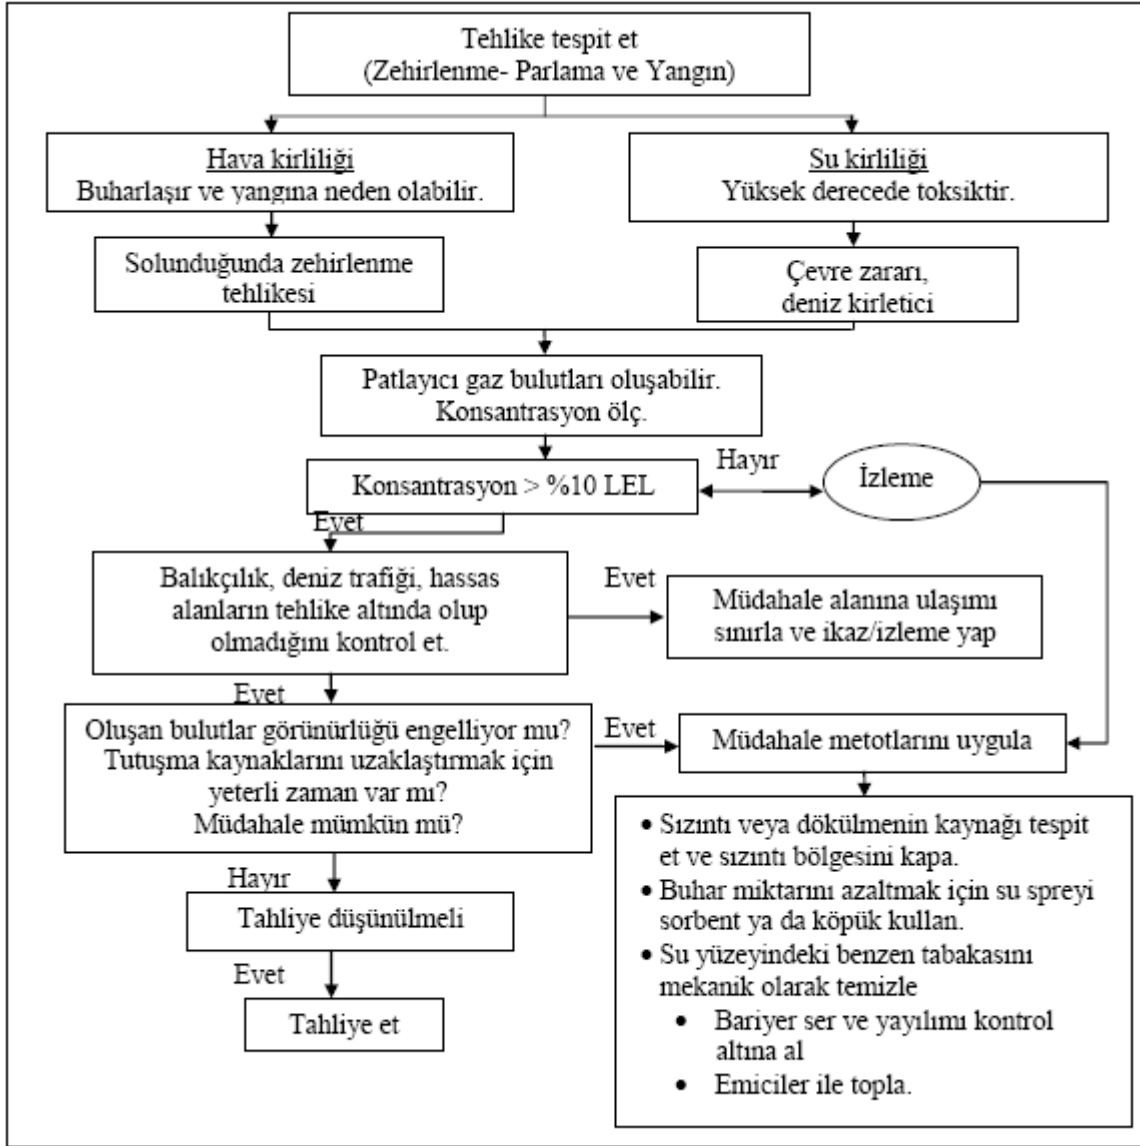 Tehlike tespit et
(Zehirlenme- Parlama ve Yangın)
Hava kirliliği
Buharlaşır ve yangına neden olabilir.
Su kirliliği
Yüksek derecede toksiktir.
Solunduğunda zehirlenme
tehlikesi
Çevre zararı,
deniz kirletici
Patlayıcı gaz bulutları oluşabilir.
Konsantrasyon ölç.
Konsantrasyon > %10 LEL
Hayır
İzleme
Evet
Balıkçılık, deniz trafiği, hassas
alanların tehlike altında olup
olmadığını kontrol et.
Evet
Müdahale alanına ulaşımı
sınırla ve ikaz/izleme yap
Evet
Oluşan bulutlar görünürlüğü engelliyor mu?
Tutuşma kaynaklarını uzaklaştırmak için
yeterli zaman var mı?
Müdahale mümkün mü?
Evet
Müdahale metotlarını uygula
Hayır
Tahliye düşünülmeli
Evet
Tahliye et
• Sızıntı veya dökülmenin kaynağı tespit
et ve sızıntı bölgesini kapa.
• Buhar miktarını azaltmak için su spreyi
sorbent ya da köpük kullan.
• Su yüzeyindeki benzen tabakasını
mekanik olarak temizle
• Bariyer ser ve yayılımı kontrol
altına al
• Emiciler ile topla.